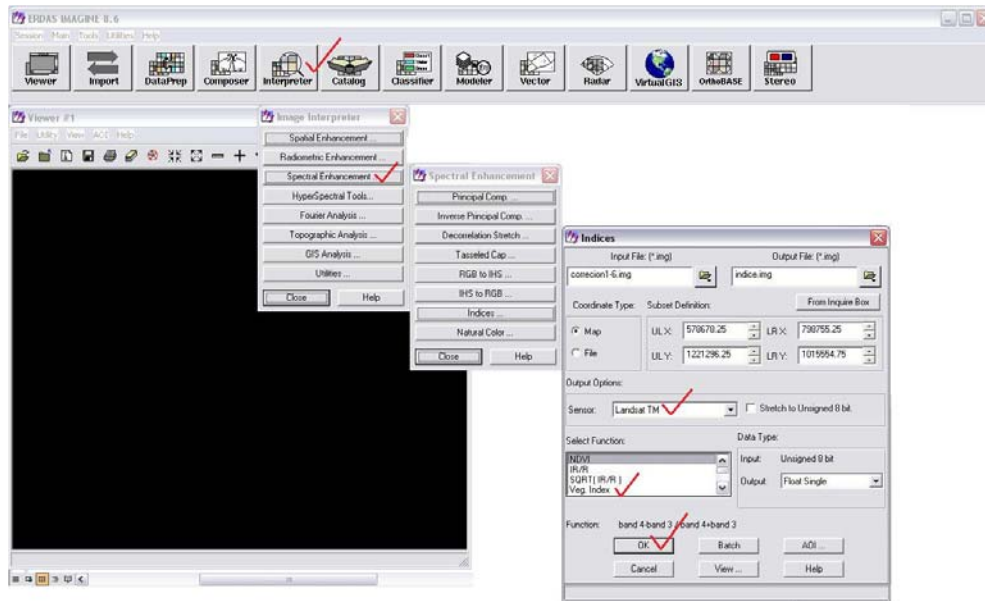 ERDAS IMAGINE 8.6
Session Main Tools Utilities Help
Viewer Import DataPrep Composer Interpreter Catalog Classifier Modeler Vector Radar VirtualGIS OrthoBASE Stereo
Viewer #1
File Utility View AOI Help
Image Interpreter
Spatial Enhancement ...
Radiometric Enhancement ...
Spectral Enhancement
HyperSpectral Tools...
Fourier Analysis ...
Topographic Analysis ...
GIS Analysis ...
Utilities ...
Close Help
Spectral Enhancement
Principal Comp. ...
Inverse Principal Comp. ...
Decorrelation Stretch ...
Tasseled Cap ...
RGB to IHS ...
IHS to RGB ...
Indices ...
Natural Color ...
Close Help
Indices
Input File: (*.img) Output File: (*.img)
correcion1-6.img indice.img
Coordinate Type: Subset Definition: From Inquire Box
Map UL X: 578678.25 LR X: 798755.25
File UL Y: 1221296.25 LR Y: 1015554.75
Output Options:
Sensor: Landsat TM Stretch to Unsigned 8 bit.
Select Function: Data Type:
NDVI
IR/R Input: Unsigned 8 bit
SQRT( IR/R ) Output: Float Single
Veg. Index
Function: band 4-band 3 / band 4+band 3
OK Batch AOI ...
Cancel View ... Help